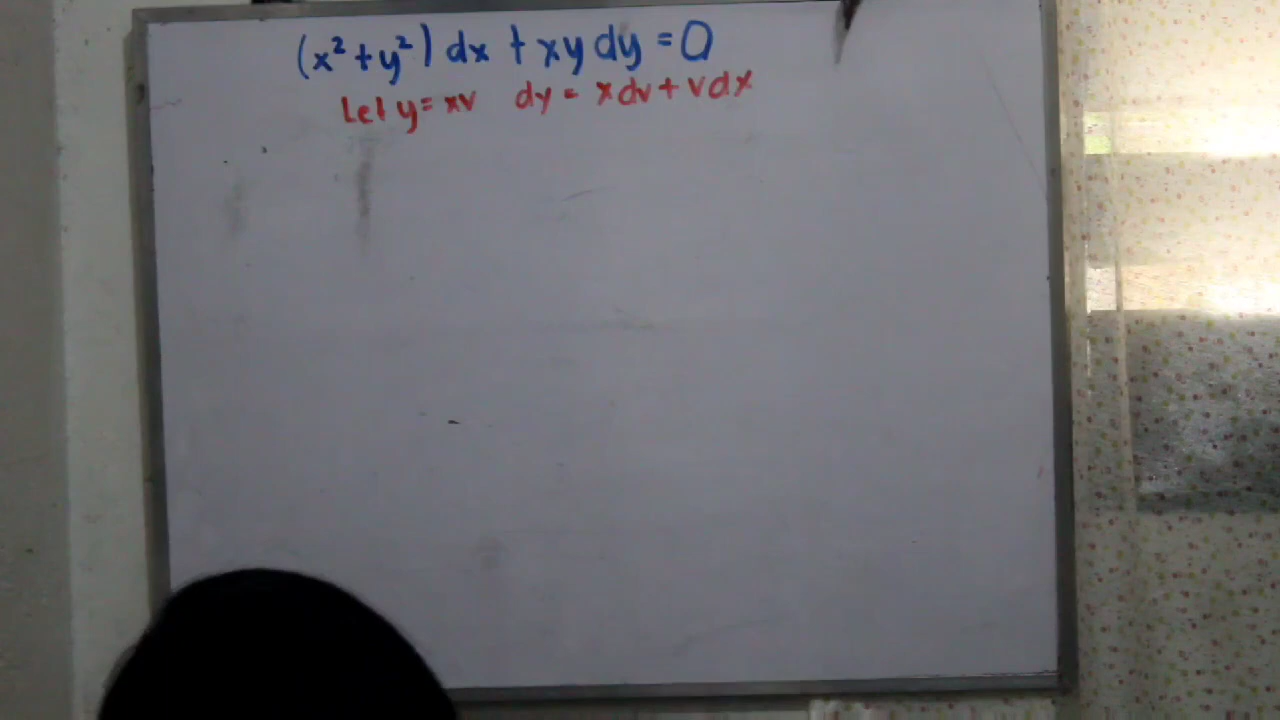 (x² + y²) dx + xy dy = 0
Let y = xv dy = x dv + v dx